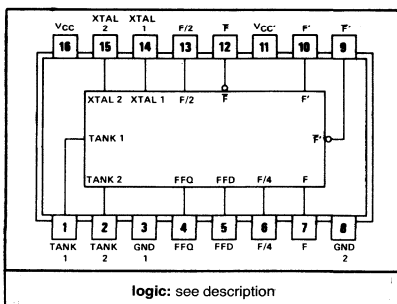 VCC XTAL 2 XTAL 1 F/2 F̅ VCC' F' F̅'
16 15 14 13 12 11 10 9
XTAL 2 XTAL 1 F/2 F̅ F'
TANK 1 F̅'
TANK 2 FFQ FFD F/4 F
1 2 3 4 5 6 7 8
TANK 1 TANK 2 GND 1 FFQ FFD F/4 F GND 2
logic: see description